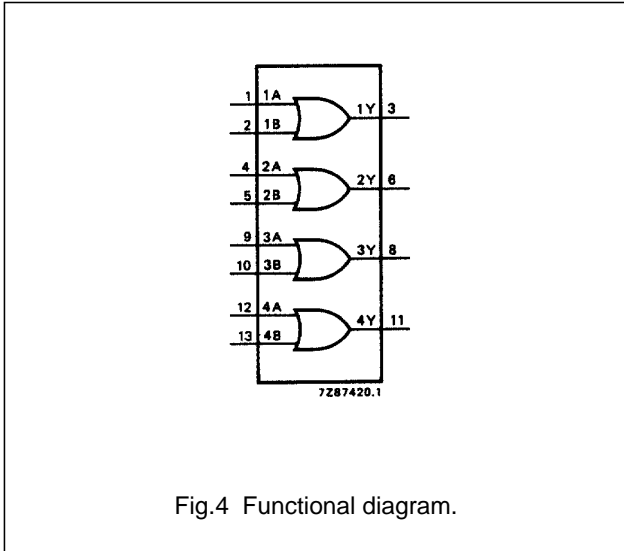 1 1A 1Y 3
2 1B
4 2A 2Y 6
5 2B
9 3A 3Y 8
10 3B
12 4A 4Y 11
13 4B
7Z87420.1
Fig.4 Functional diagram.